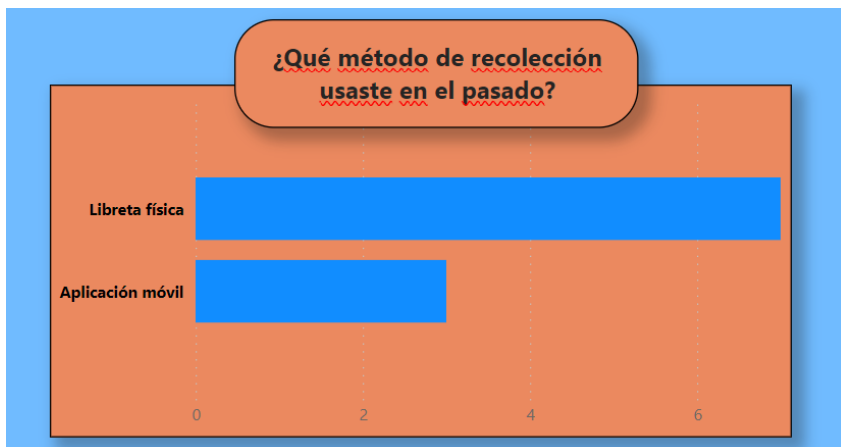 ¿Qué método de recolección
usaste en el pasado?
Libreta física
Aplicación móvil
0 2 4 6